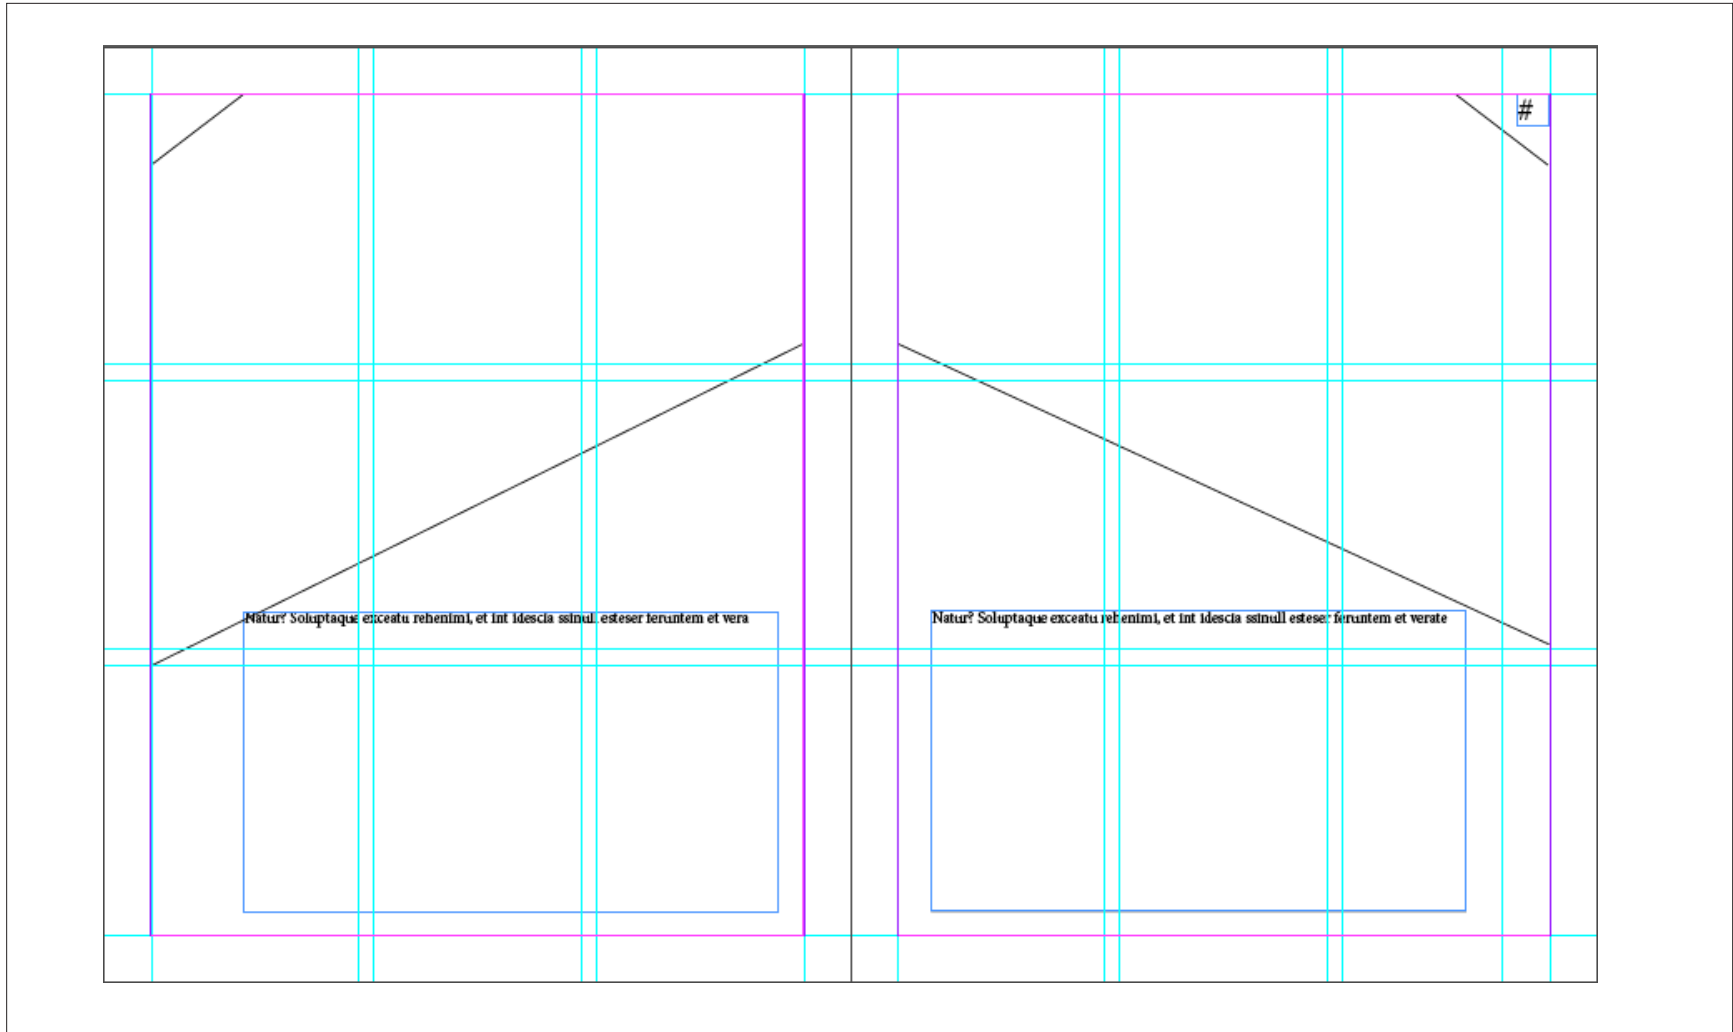 #
Natur? Soluptaque exceatu rehenimi, et int idescia ssinull esteser feruntem et vera
Natur? Soluptaque exceatu rehenimi, et int idescia ssinull esteser feruntem et verate